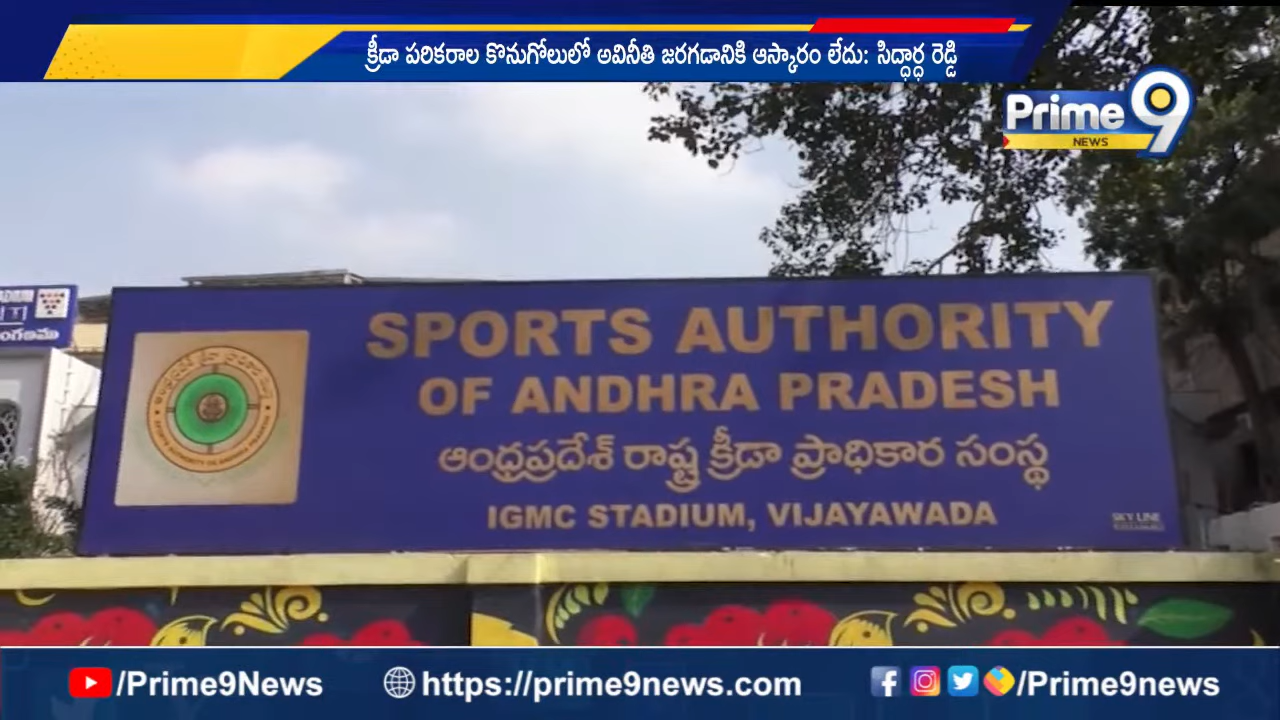 క్రీడా పరికరాల కొనుగోలులో అవినీతి జరగడానికి ఆస్కారం లేదు: సిద్ధార్థ రెడ్డి
Prime9
NEWS
SPORTS AUTHORITY
OF ANDHRA PRADESH
ఆంధ్రప్రదేశ్ రాష్ట్ర క్రీడా ప్రాధికార సంస్థ
IGMC STADIUM, VIJAYAWADA
SKY LINE
/Prime9News
https://prime9news.com
/Prime9news